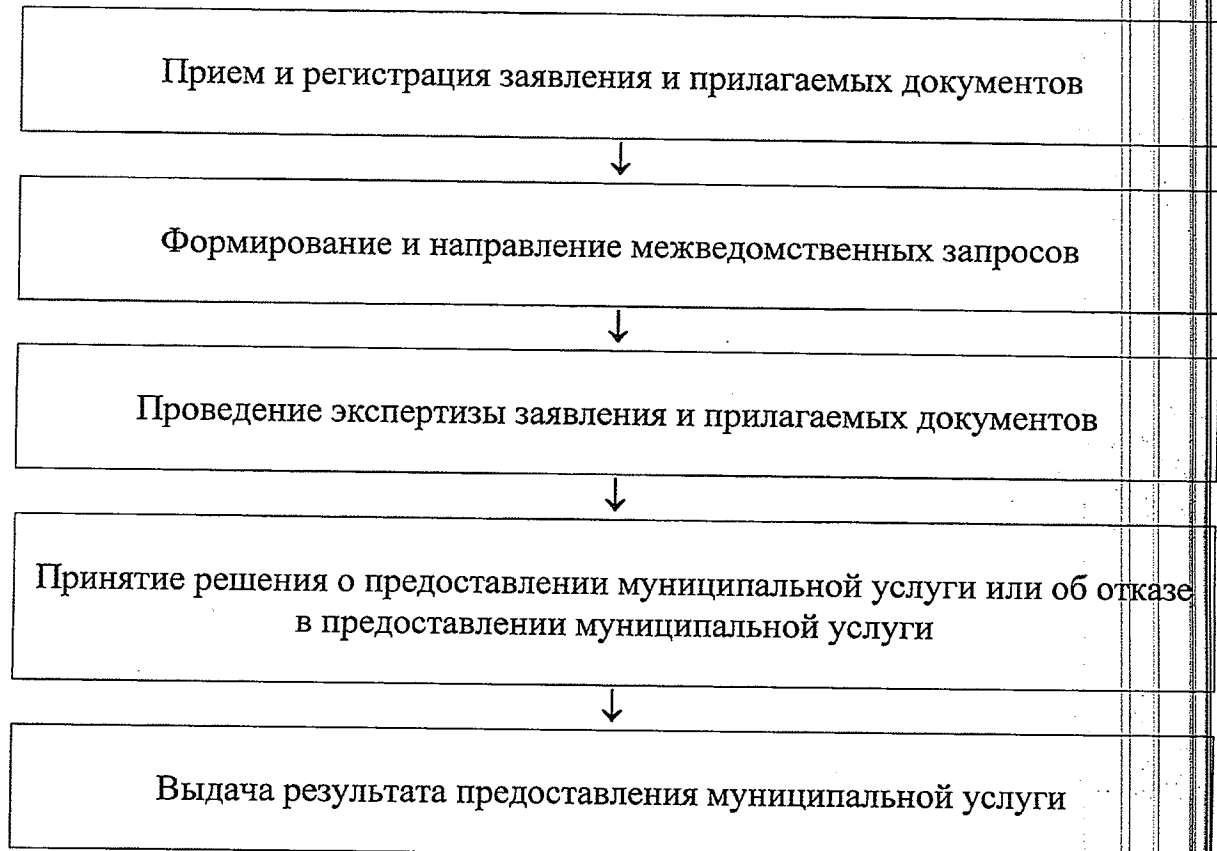 Прием и регистрация заявления и прилагаемых документов
Формирование и направление межведомственных запросов
Проведение экспертизы заявления и прилагаемых документов
Принятие решения о предоставлении муниципальной услуги или об отказе
в предоставлении муниципальной услуги
Выдача результата предоставления муниципальной услуги